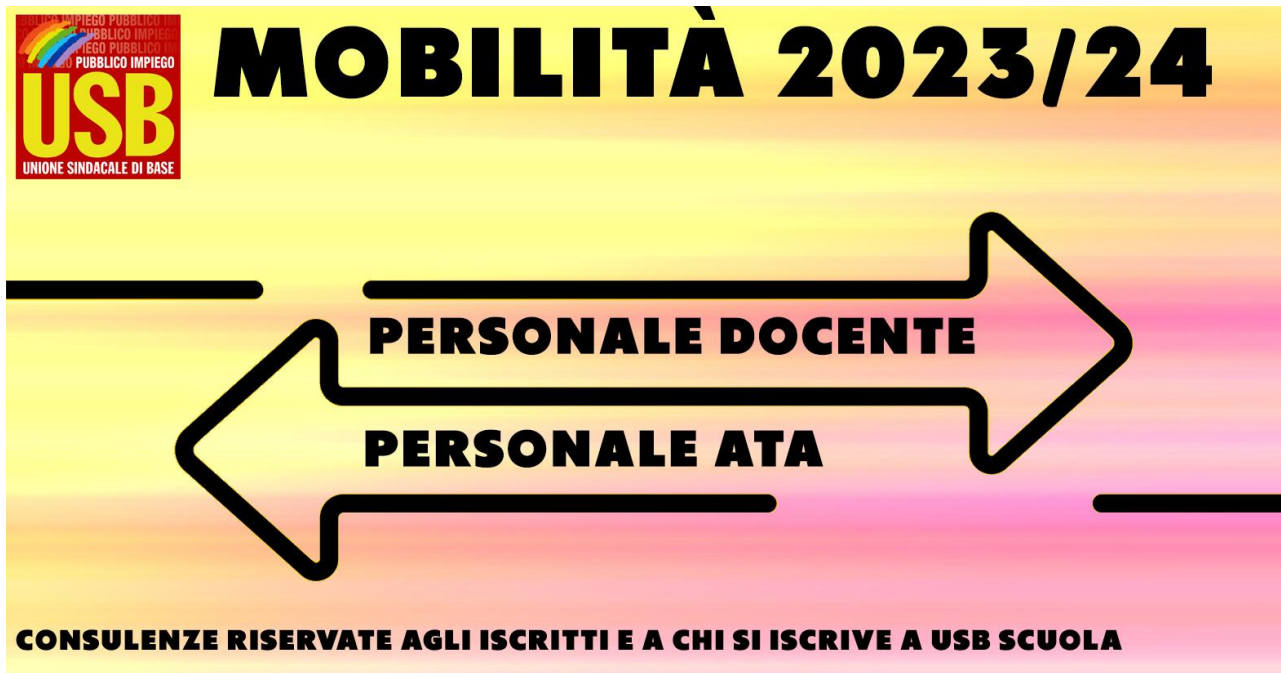 MOBILITÀ 2023/24
PUBBLICO IMPIEGO
USB
UNIONE SINDACALE DI BASE
PERSONALE DOCENTE
PERSONALE ATA
CONSULENZE RISERVATE AGLI ISCRITTI E A CHI SI ISCRIVE A USB SCUOLA